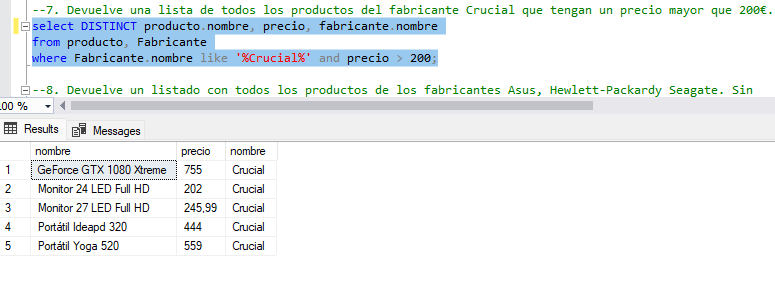 --7. Devuelve una lista de todos los productos del fabricante Crucial que tengan un precio mayor que 200€.
select DISTINCT producto.nombre, precio, fabricante.nombre
from producto, Fabricante
where Fabricante.nombre like '%Crucial%' and precio > 200;
--8. Devuelve un listado con todos los productos de los fabricantes Asus, Hewlett-Packardy Seagate. Sin
.00 %
Results Messages
nombre precio nombre
1 GeForce GTX 1080 Xtreme 755 Crucial
2 Monitor 24 LED Full HD 202 Crucial
3 Monitor 27 LED Full HD 245,99 Crucial
4 Portátil Ideapd 320 444 Crucial
5 Portátil Yoga 520 559 Crucial